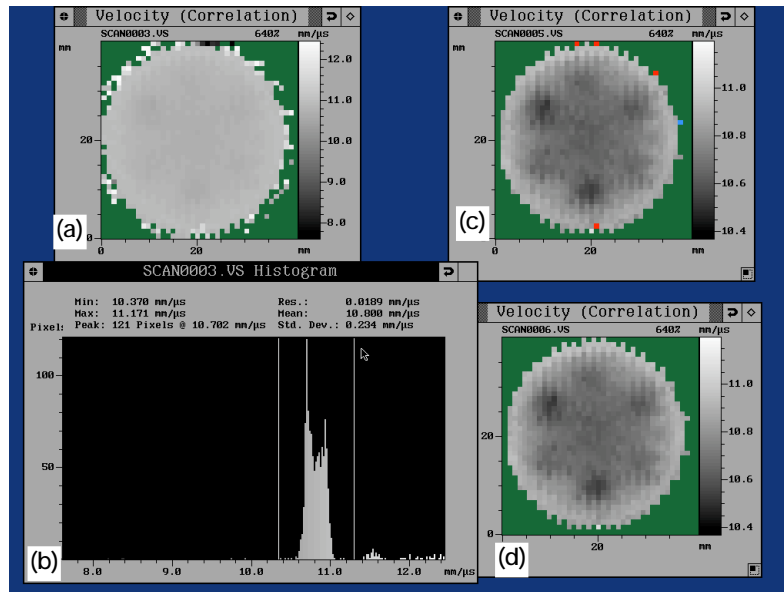 Velocity (Correlation)
SCAN0003.VS 640% mm/µs
mm
12.0
11.0
10.0
9.0
8.0
20
0
0 20
mm
(a)
Velocity (Correlation)
SCAN0005.VS 640% mm/µs
mm
11.0
10.8
10.6
10.4
20
0
0 20
mm
(c)
SCAN0003.VS Histogram
Min: 10.370 mm/µs Res.: 0.0189 mm/µs
Max: 11.171 mm/µs Mean: 10.800 mm/µs
Peak: 121 Pixels @ 10.702 mm/µs Std. Dev.: 0.234 mm/µs
Pixels
100
50
8.0 9.0 10.0 11.0 12.0 mm/µs
(b)
Velocity (Correlation)
SCAN0006.VS 640% mm/µs
11.0
10.8
10.6
10.4
20
0
20 mm
(d)